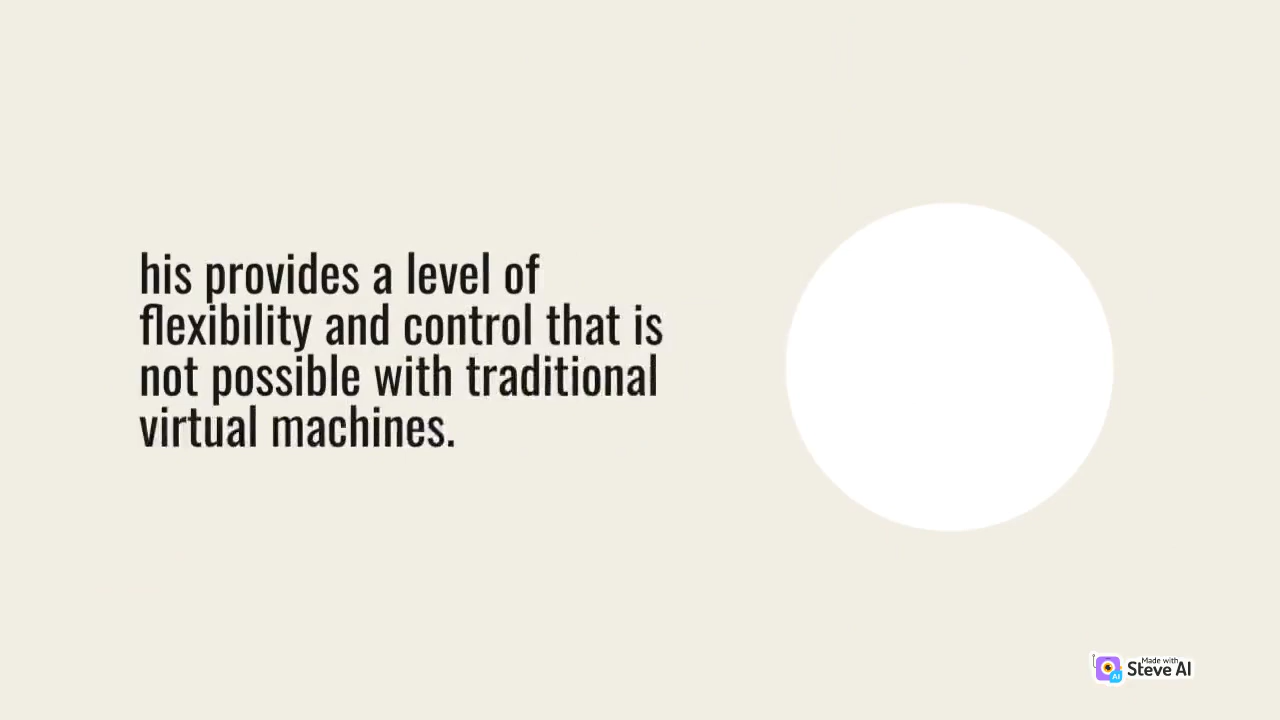 his provides a level of
flexibility and control that is
not possible with traditional
virtual machines.
Made with
Steve AI
AI